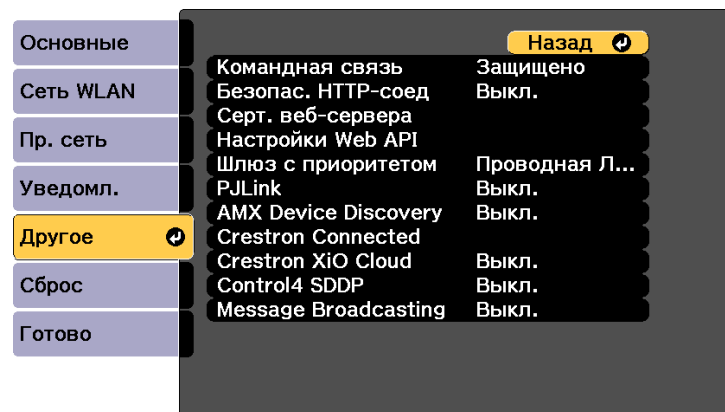 Основные
Сеть WLAN
Пр. сеть
Уведомл.
Другое
Сброс
Готово
Назад
Командная связь Защищено
Безопас. HTTP-соед Выкл.
Серт. веб-сервера
Настройки Web API
Шлюз с приоритетом Проводная Л...
PJLink Выкл.
AMX Device Discovery Выкл.
Crestron Connected
Crestron XiO Cloud Выкл.
Control4 SDDP Выкл.
Message Broadcasting Выкл.